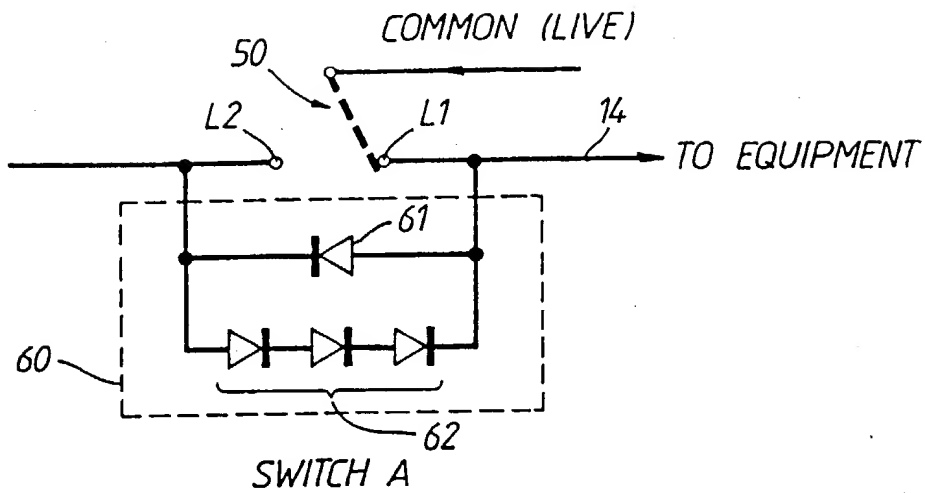 COMMON (LIVE)
50
L2
L1
14
TO EQUIPMENT
61
60
62
SWITCH A